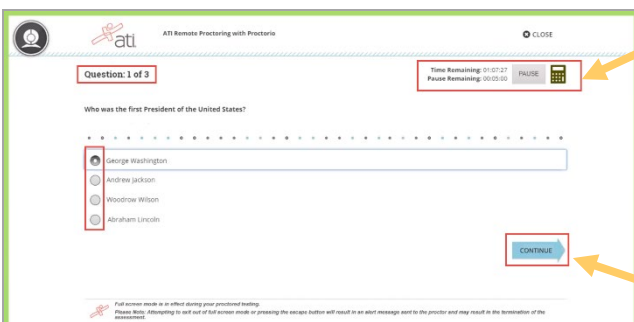 ati
ATI Remote Proctoring with Proctorio
CLOSE
Question: 1 of 3
Time Remaining: 01:07:27
Pause Remaining: 00:05:00
PAUSE
Who was the first President of the United States?
George Washington
Andrew Jackson
Woodrow Wilson
Abraham Lincoln
CONTINUE
Full screen mode is in effect during your proctored testing.
Please Note: Attempting to exit out of full screen mode or pressing the escape button will result in an alert message sent to the proctor and may result in the termination of the
assessment.